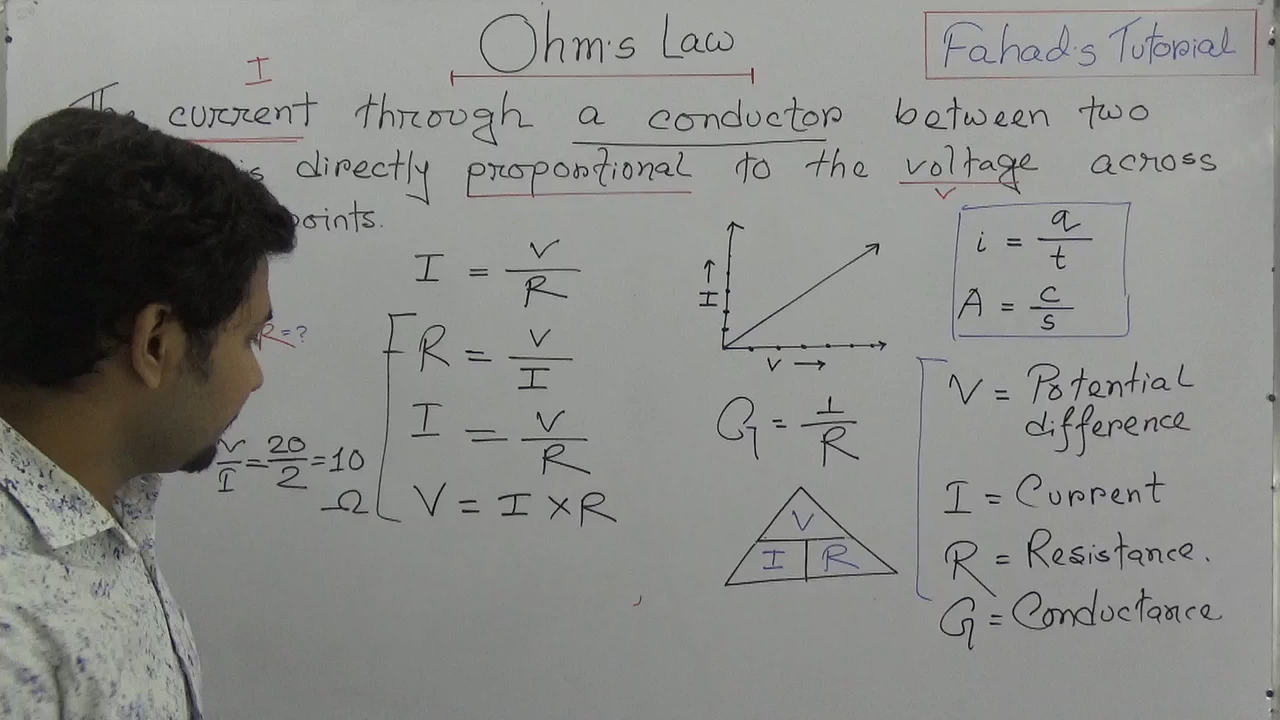 Ohm's Law
Fahad's Tutorial
I
The current through a conductor between two
s directly proportional to the voltage across
V
points.
I = V/R
R = ?
R = V/I
I = V/R
V = I × R
V/I = 20/2 = 10
Ω
I →
V →
G = 1/R
V
I R
i = q/t
A = c/s
V = Potential
difference
I = Current
R = Resistance.
G = Conductance